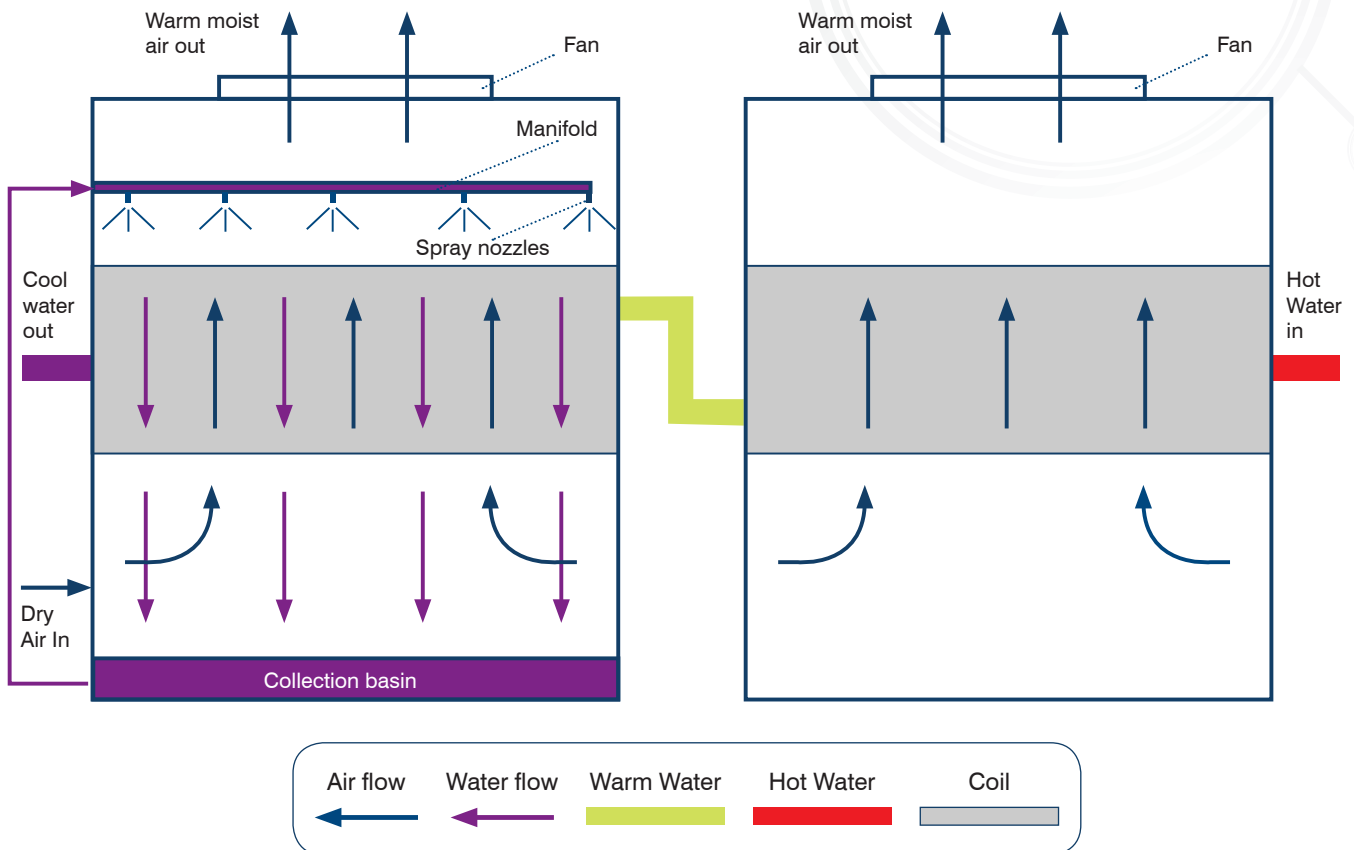 Warm moist
air out
Fan
Manifold
Spray nozzles
Cool
water
out
Dry
Air In
Collection basin
Warm moist
air out
Fan
Hot
Water
in
Air flow
Water flow
Warm Water
Hot Water
Coil